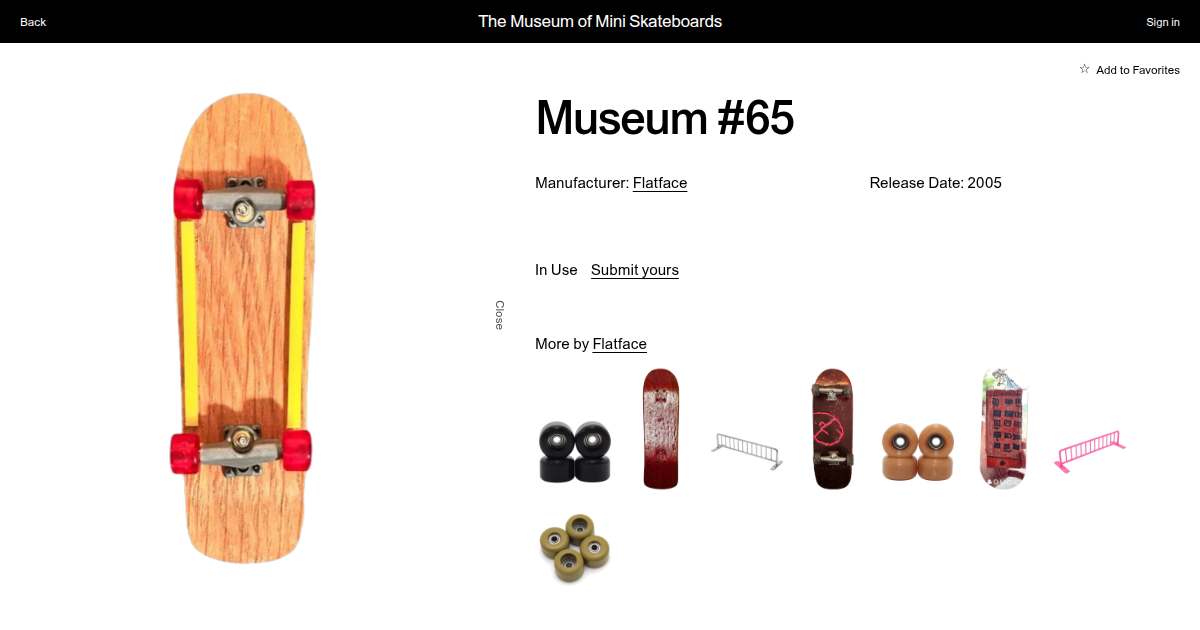 Back
The Museum of Mini Skateboards
Sign in
☆ Add to Favorites
Museum #65
Manufacturer: Flatface
Release Date: 2005
In Use Submit yours
Close
More by Flatface